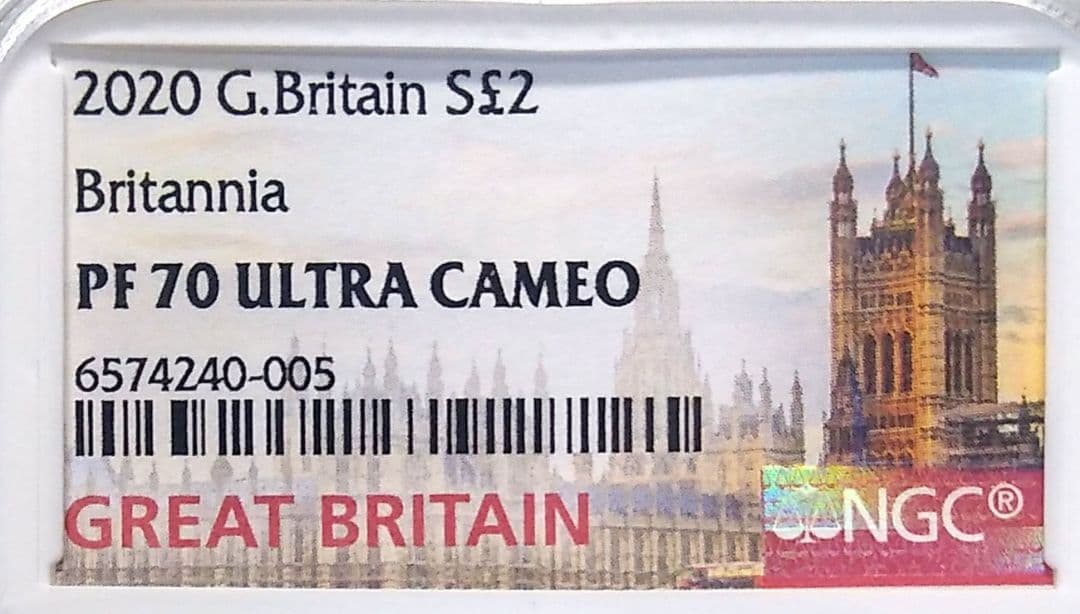 2020 G.Britain S£2
Britannia
PF 70 ULTRA CAMEO
6574240-005
GREAT BRITAIN
NGC®